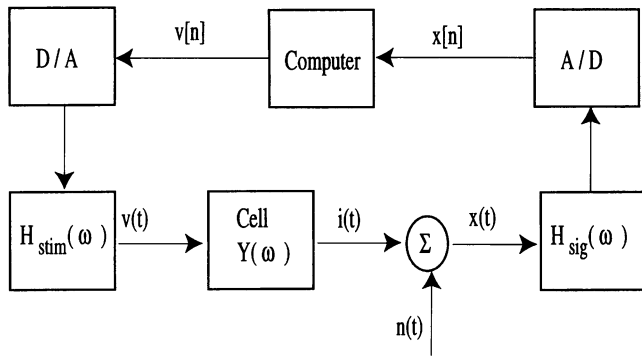 D / A
v[n]
Computer
x[n]
A / D
H stim (ω)
v(t)
Cell
Y(ω)
i(t)
Σ
x(t)
H sig (ω)
n(t)